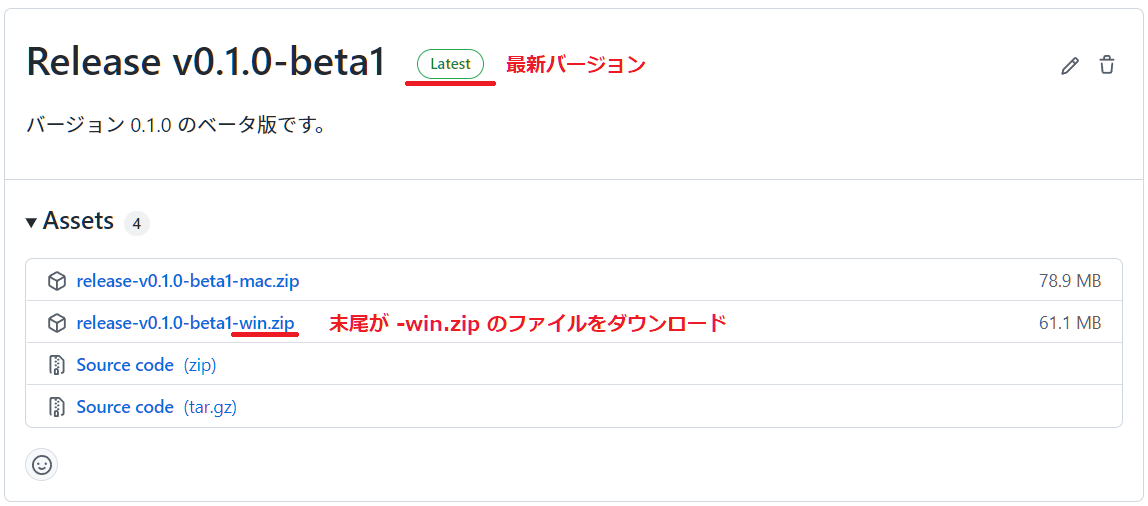 Release v0.1.0-beta1 Latest 最新バージョン
バージョン 0.1.0 のベータ版です。
Assets 4
release-v0.1.0-beta1-mac.zip 78.9 MB
release-v0.1.0-beta1-win.zip 末尾が -win.zip のファイルをダウンロード 61.1 MB
Source code (zip)
Source code (tar.gz)